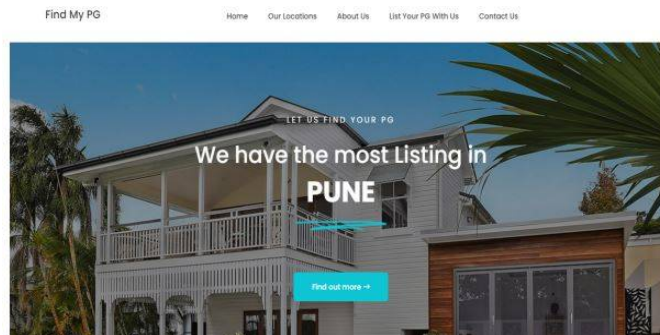 Find My PG
Home Our Locations About Us List Your PG With Us Contact Us
LET US FIND YOUR PG
We have the most Listing in
PUNE
Find out more →